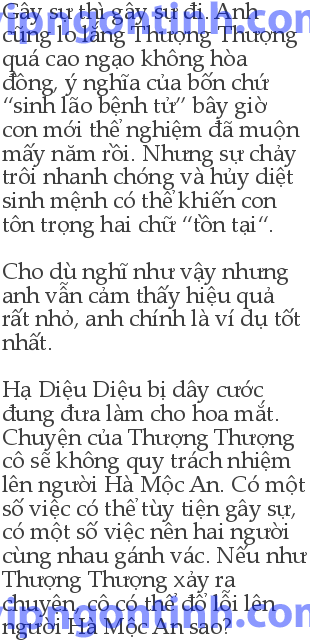 Gây sự thì gây sự đi. Anh
cũng lo lắng Thượng Thượng
quá cao ngạo không hòa
đồng, ý nghĩa của bốn chứ
“sinh lão bệnh tử” bây giờ
con mới thể nghiệm đã muộn
mấy năm rồi. Nhưng sự chảy
trôi nhanh chóng và hủy diệt
sinh mệnh có thể khiến con
tôn trọng hai chữ “tồn tại“.
Cho dù nghĩ như vậy nhưng
anh vẫn cảm thấy hiệu quả
rất nhỏ, anh chính là ví dụ tốt
nhất.
Hạ Diệu Diệu bị dây cước
đung đưa làm cho hoa mắt.
Chuyện của Thượng Thượng
cô sẽ không quy trách nhiệm
lên người Hà Mộc An. Có một
số việc có thể tùy tiện gây sự,
có một số việc nên hai người
cùng nhau gánh vác. Nếu như
Thượng Thượng xảy ra
chuyện, cô có thể đổ lỗi lên
người Hà Mộc An sao?